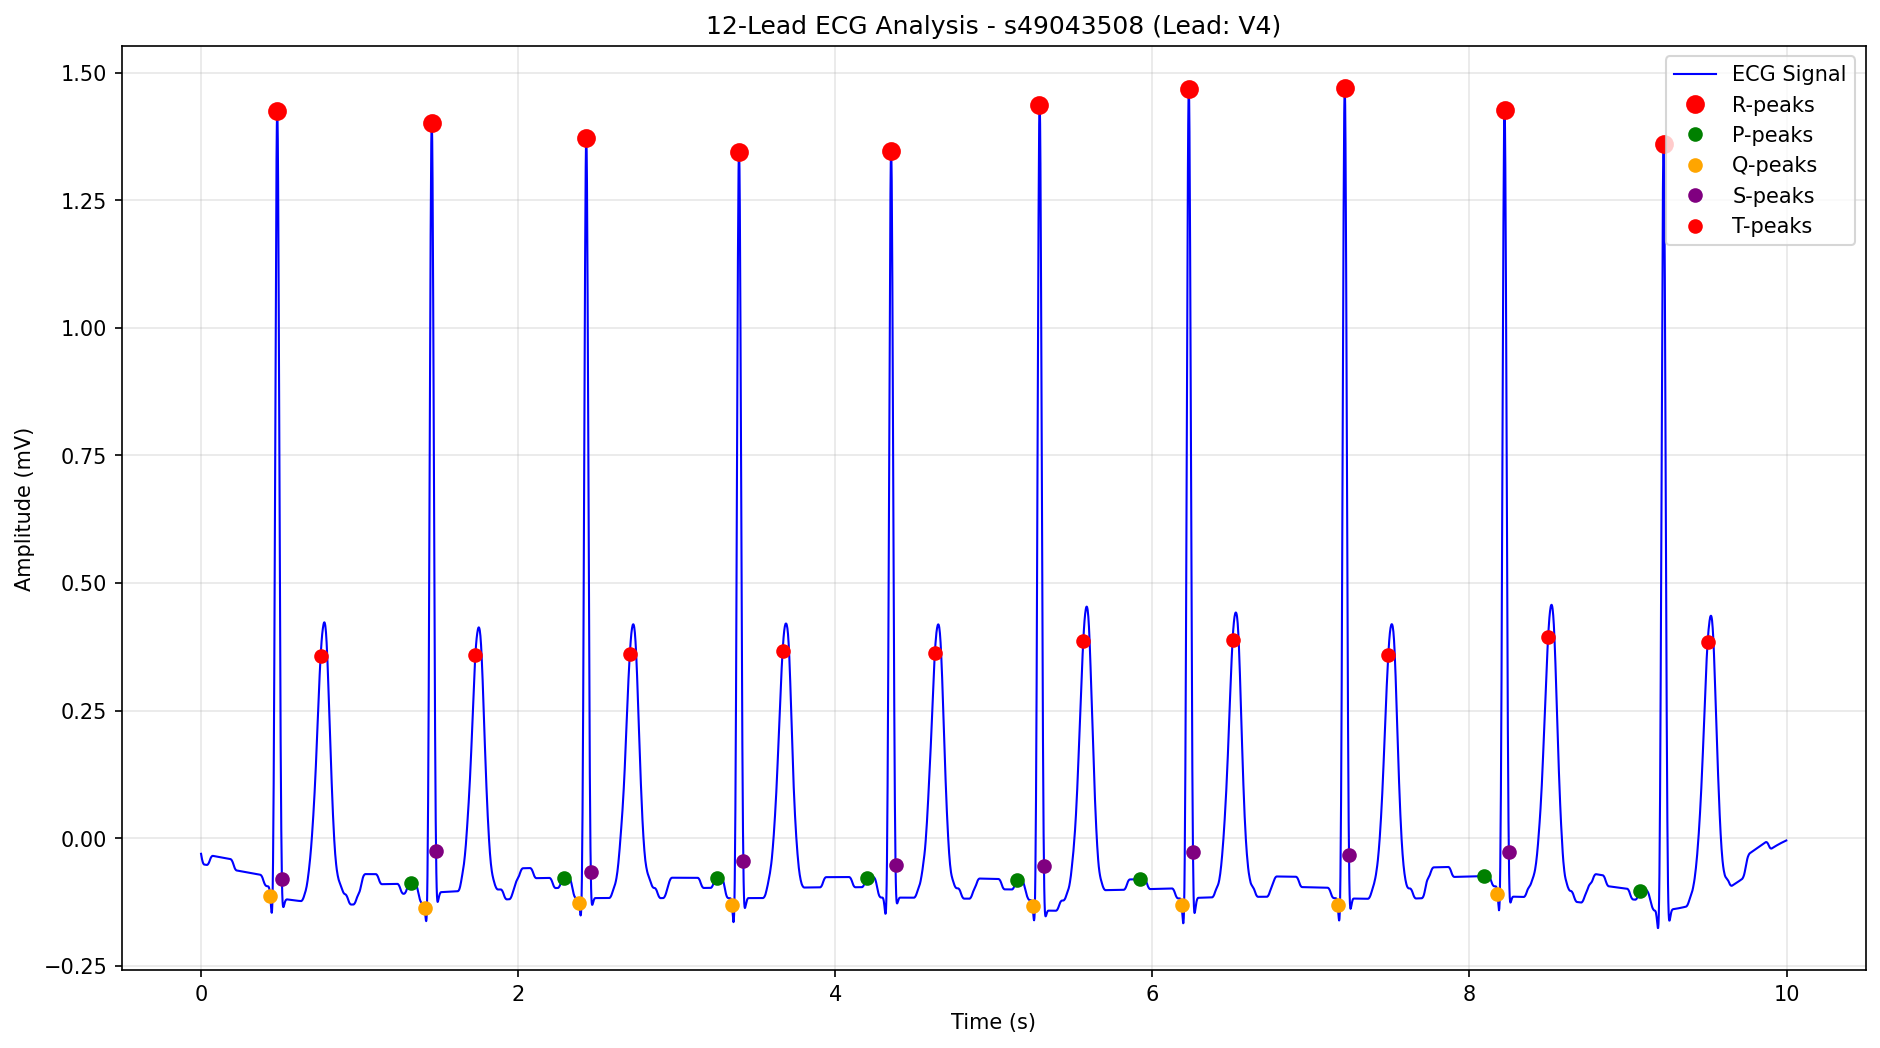 12-Lead ECG Analysis - s49043508 (Lead: V4)
ECG Signal
R-peaks
P-peaks
Q-peaks
S-peaks
T-peaks
Amplitude (mV)
1.50
1.25
1.00
0.75
0.50
0.25
0.00
−0.25
0 2 4 6 8 10
Time (s)